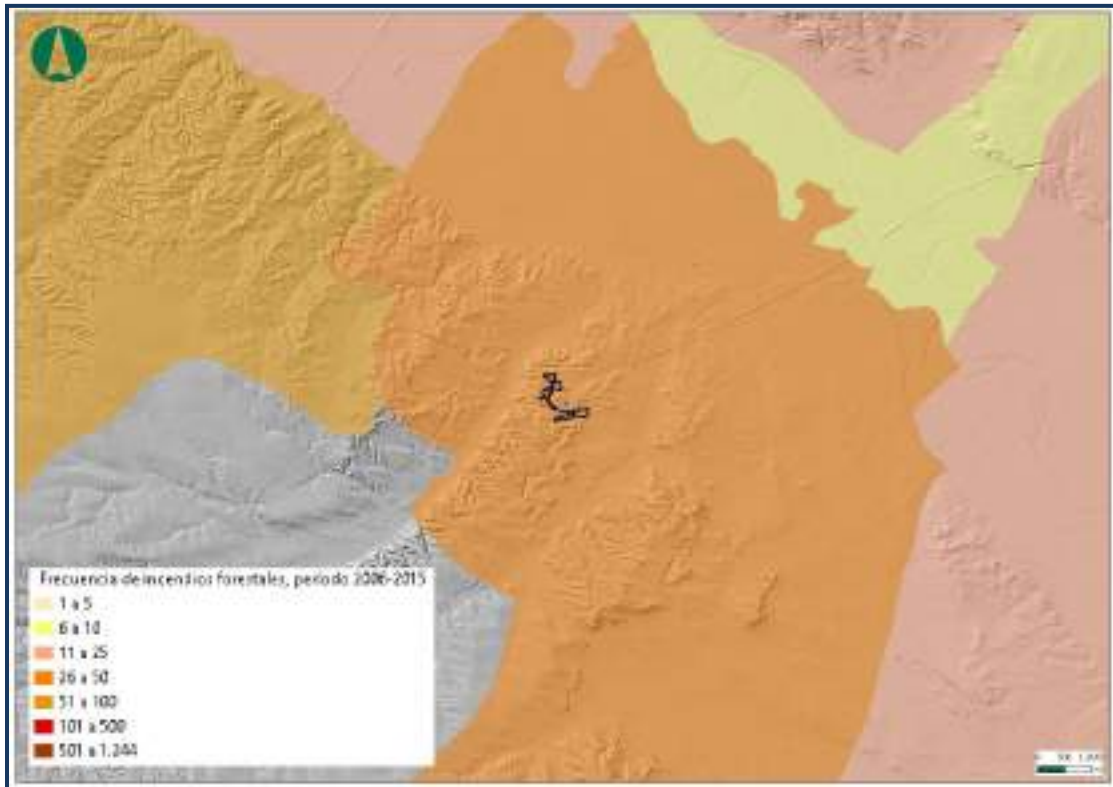 Frecuencia de incendios forestales, periodo 2006-2015
1 a 5
6 a 10
11 a 25
26 a 50
51 a 100
101 a 500
501 a 1.244